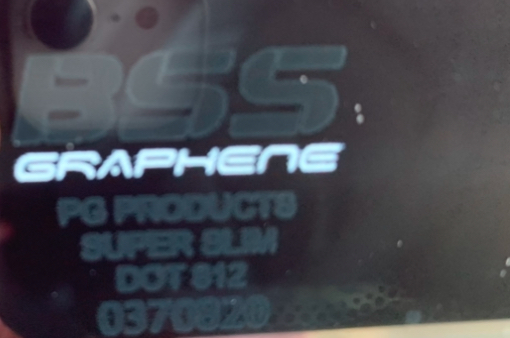 BSS
GRAPHENE
PG PRODUCTS
SUPER SLIM
DOT 812
0370820